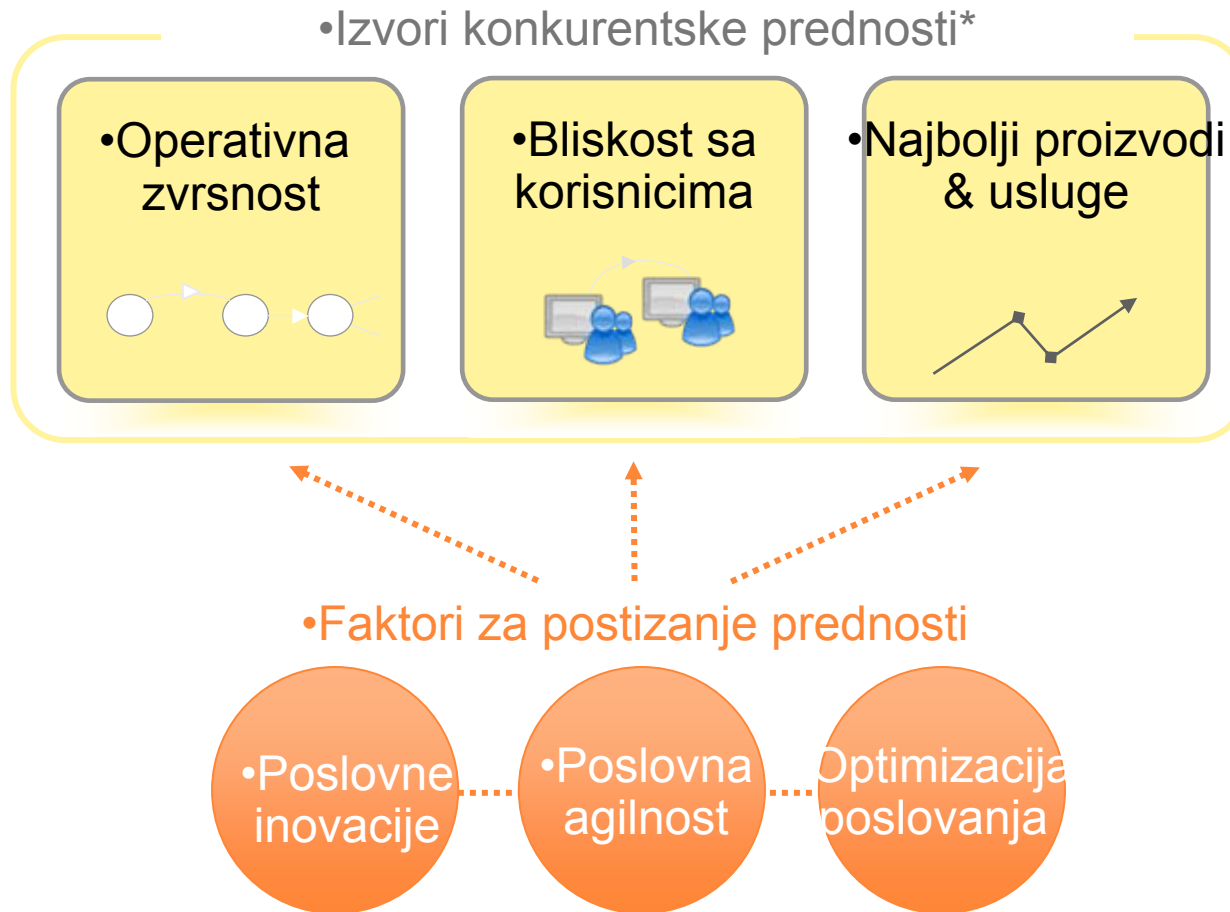 •Izvori konkurentske prednosti*
•Operativna
zvrsnost
•Bliskost sa
korisnicima
•Najbolji proizvodi
& usluge
•Faktori za postizanje prednosti
•Poslovne
inovacije
•Poslovna
agilnost
Optimizacija
poslovanja